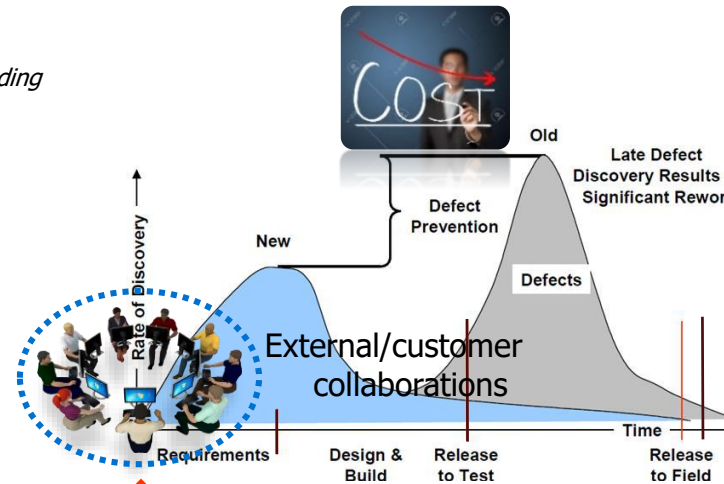 ding
COST
Old
Late Defect
Discovery Results
Significant Rewor
Defect
Prevention
New
Rate of Discovery
Defects
External/customer
collaborations
Time
Requirements
Design &
Build
Release
to Test
Release
to Field